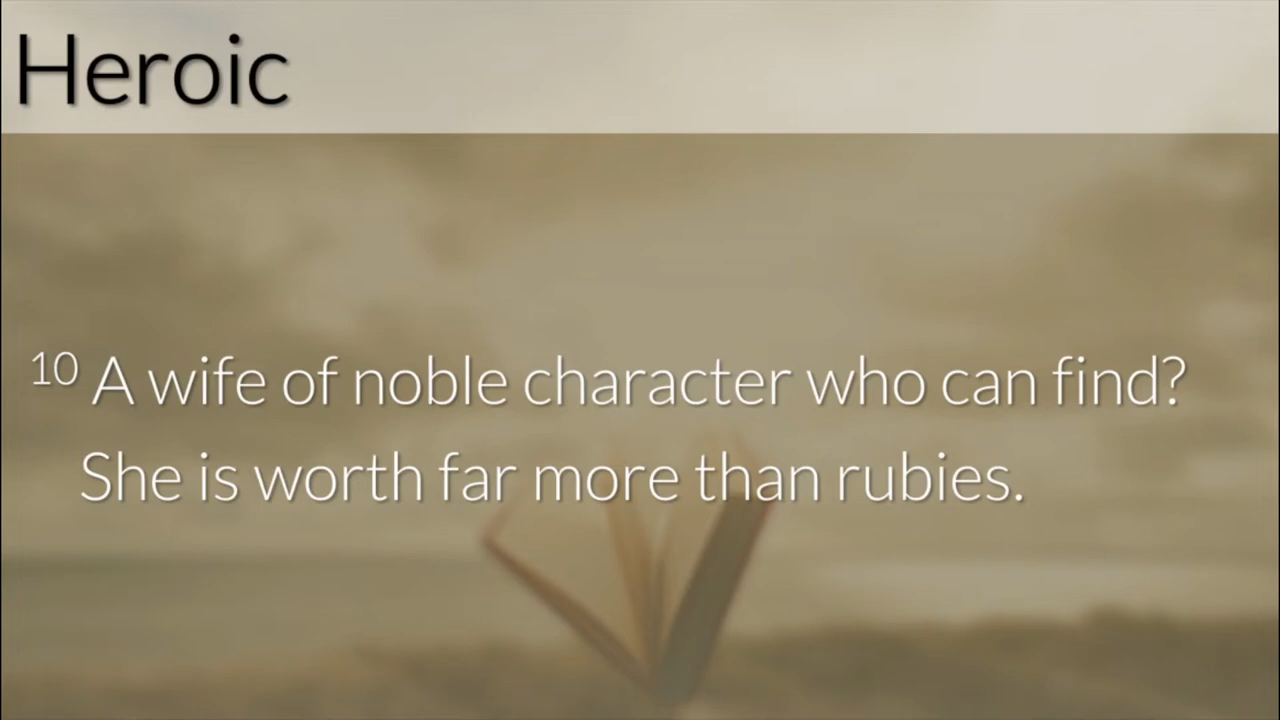 Heroic
10 A wife of noble character who can find?
She is worth far more than rubies.